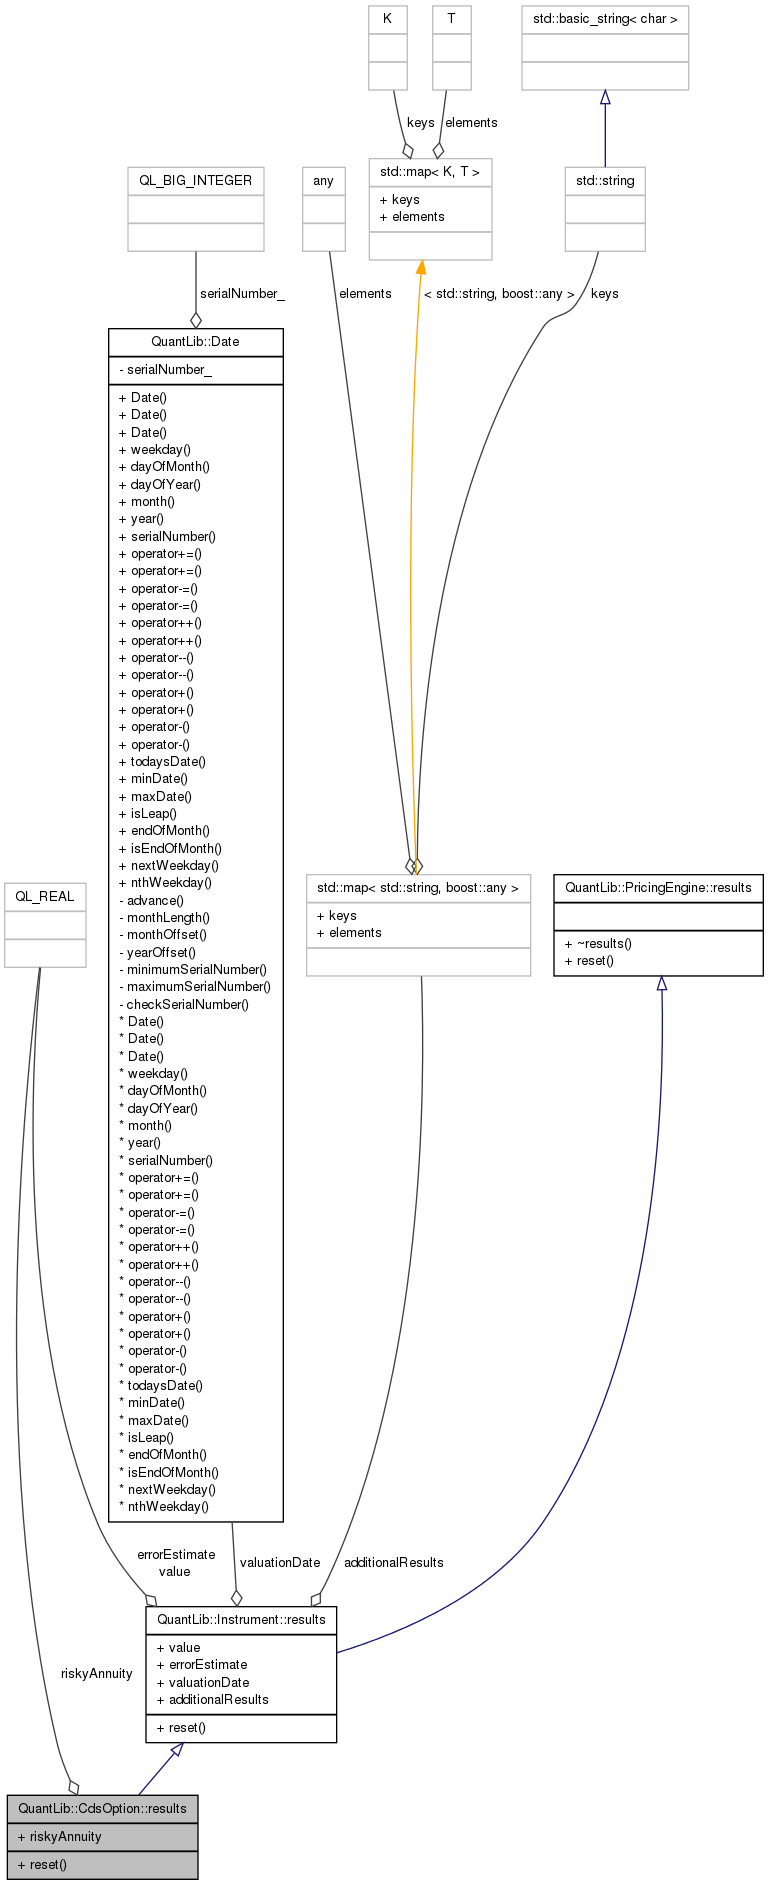 K
T
std::basic_string< char >
keys
elements
std::map< K, T >
+ keys
+ elements
QL_BIG_INTEGER
any
std::string
serialNumber_
elements
< std::string, boost::any >
keys
QuantLib::Date
- serialNumber_
+ Date()
+ Date()
+ Date()
+ weekday()
+ dayOfMonth()
+ dayOfYear()
+ month()
+ year()
+ serialNumber()
+ operator+=()
+ operator+=()
+ operator-=()
+ operator-=()
+ operator++()
+ operator++()
+ operator--()
+ operator--()
+ operator+()
+ operator+()
+ operator-()
+ operator-()
+ todaysDate()
+ minDate()
+ maxDate()
+ isLeap()
+ endOfMonth()
+ isEndOfMonth()
+ nextWeekday()
+ nthWeekday()
- advance()
- monthLength()
- monthOffset()
- yearOffset()
- minimumSerialNumber()
- maximumSerialNumber()
- checkSerialNumber()
* Date()
* Date()
* Date()
* weekday()
* dayOfMonth()
* dayOfYear()
* month()
* year()
* serialNumber()
* operator+=()
* operator+=()
* operator-=()
* operator-=()
* operator++()
* operator++()
* operator--()
* operator--()
* operator+()
* operator+()
* operator-()
* operator-()
* todaysDate()
* minDate()
* maxDate()
* isLeap()
* endOfMonth()
* isEndOfMonth()
* nextWeekday()
* nthWeekday()
QL_REAL
std::map< std::string, boost::any >
+ keys
+ elements
QuantLib::PricingEngine::results
+ ~results()
+ reset()
errorEstimate
value
valuationDate
additionalResults
QuantLib::Instrument::results
+ value
+ errorEstimate
+ valuationDate
+ additionalResults
+ reset()
riskyAnnuity
QuantLib::CdsOption::results
+ riskyAnnuity
+ reset()